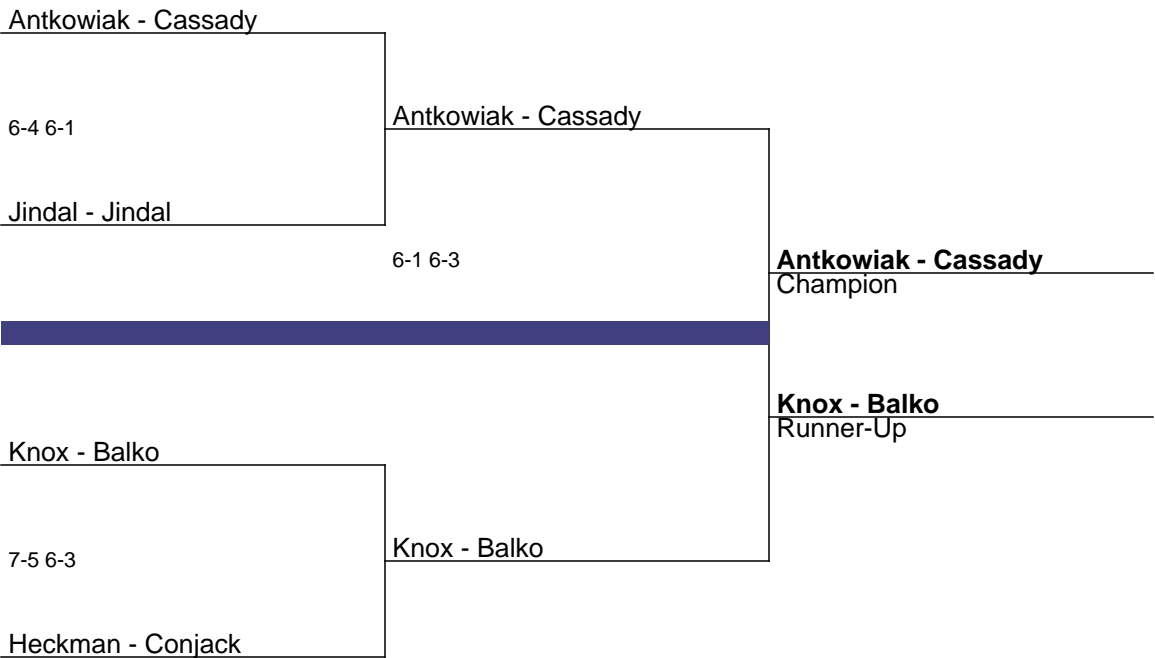 Antkowiak - Cassady
6-4 6-1
Antkowiak - Cassady
Jindal - Jindal
6-1 6-3
Antkowiak - Cassady
Champion
Knox - Balko
Runner-Up
Knox - Balko
7-5 6-3
Knox - Balko
Heckman - Conjack